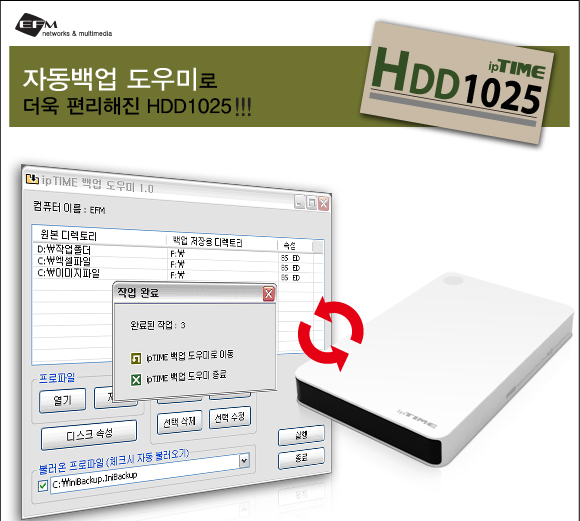 EFM
networks & multimedia
자동백업 도우미로
더욱 편리해진 HDD1025!!!
ipTIME
HDD1025
ipTIME 백업 도우미 1.0
컴퓨터 이름 : EFM
원본 디렉토리 백업 저장용 디렉토리 속성
D:₩작업폴더 F:₩ BS ED
C:₩엑셀파일 F:₩ BS ED
C:₩이미지파일 F:₩ BS ED
작업 완료
완료된 작업 : 3
ipTIME 백업 도우미로 이동
ipTIME 백업 도우미 종료
프로파일
열기
선택 삭제 선택 수정
디스크 속성
실행
종료
불러온 프로파일 (체크시 자동 불러오기)
C:₩IniBackup.IniBackup
ipTIME